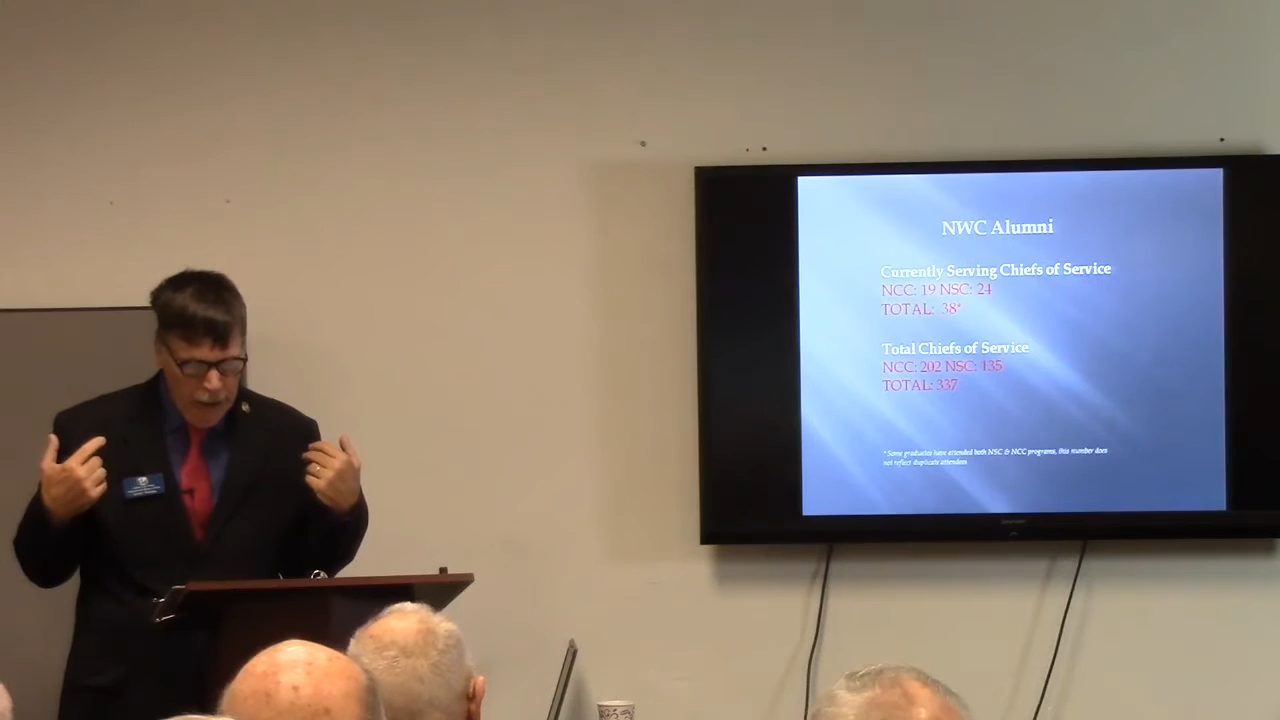 NWC Alumni
Currently Serving Chiefs of Service
NCC: 19 NSC: 24
TOTAL: 38*
Total Chiefs of Service
NCC: 202 NSC: 135
TOTAL: 337
* Some graduates have attended both NSC & NCC programs, this number does
not reflect duplicate attendees